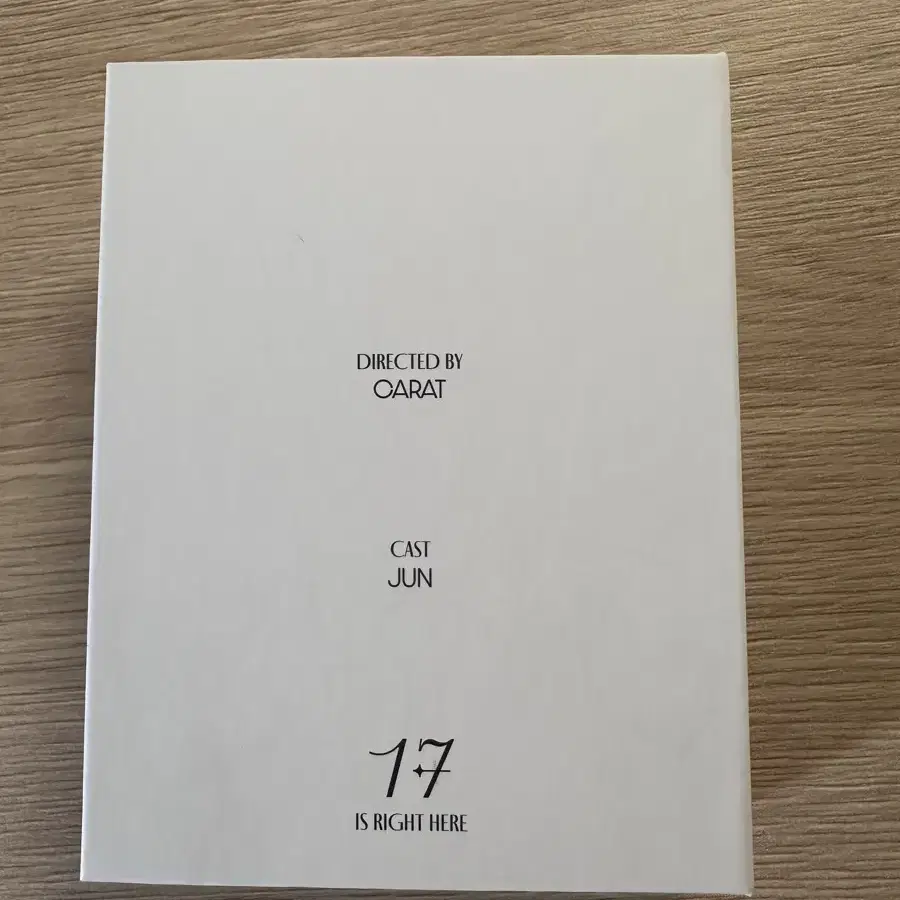 DIRECTED BY
CARAT
CAST
JUN
17
IS RIGHT HERE